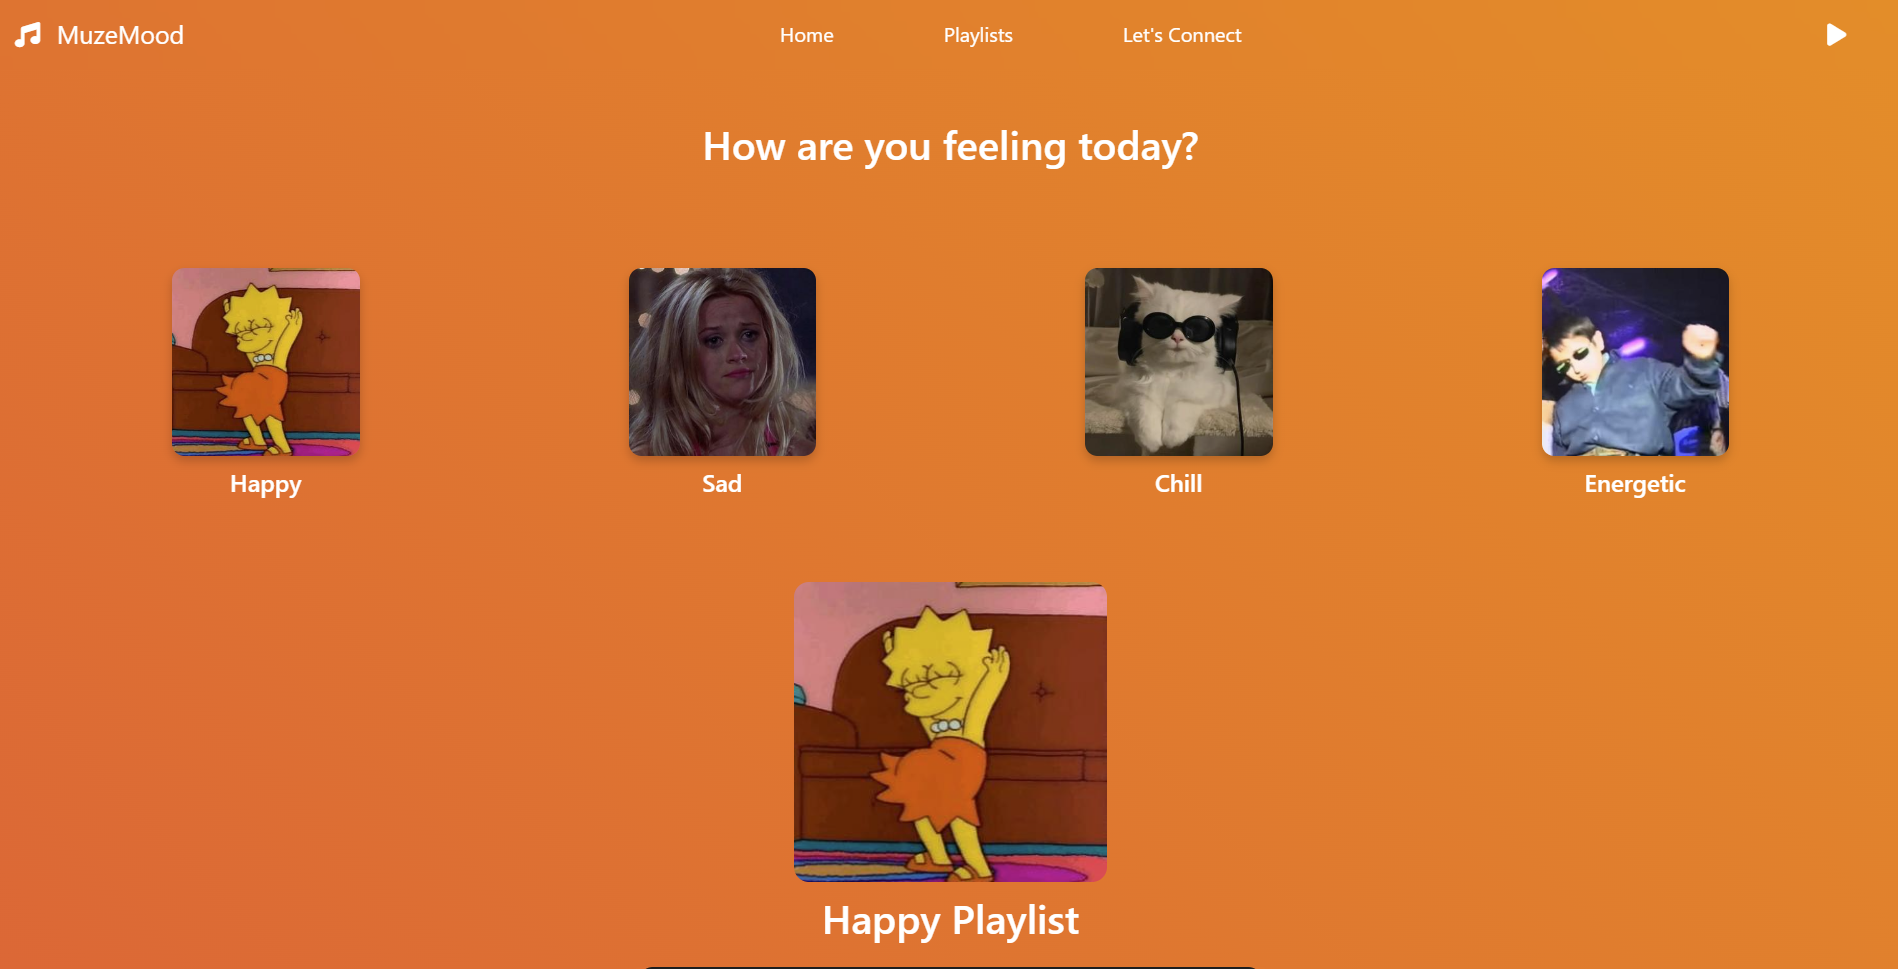 MuzeMood
Home
Playlists
Let's Connect
How are you feeling today?
Happy
Sad
Chill
Energetic
Happy Playlist